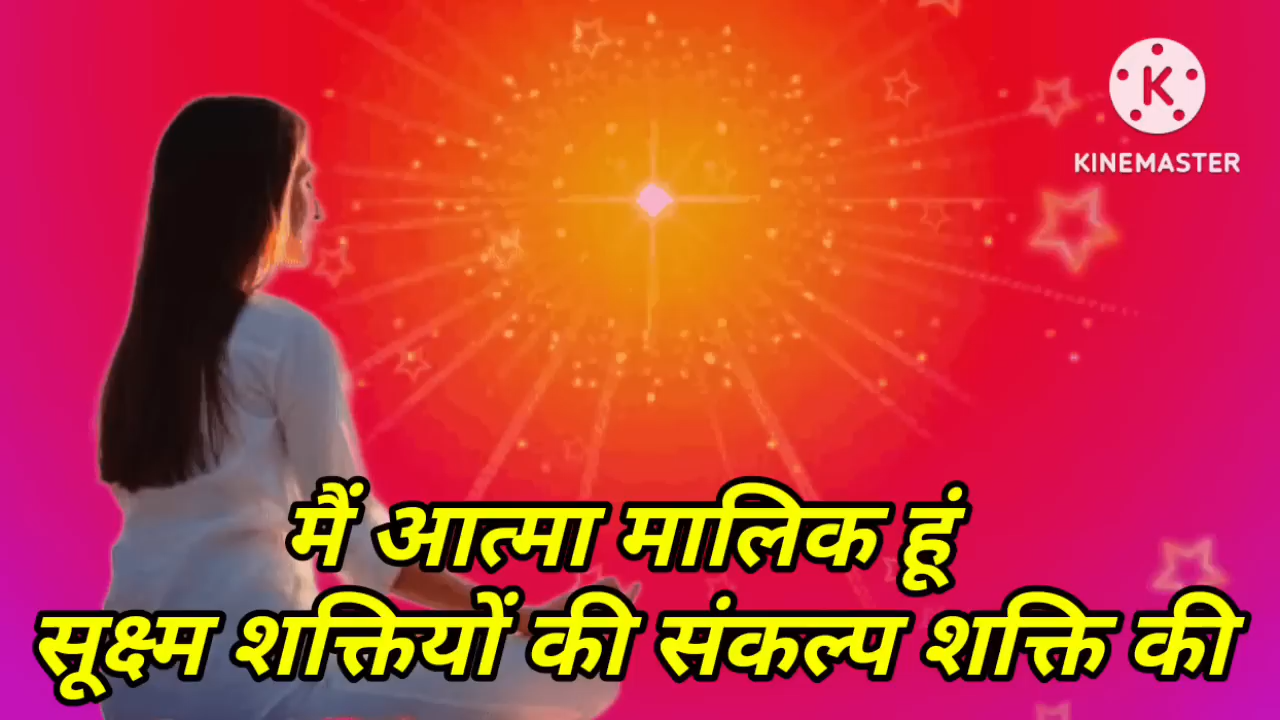 KINEMASTER
मैं आत्मा मालिक हूं
सूक्ष्म शक्तियों की संकल्प शक्ति की